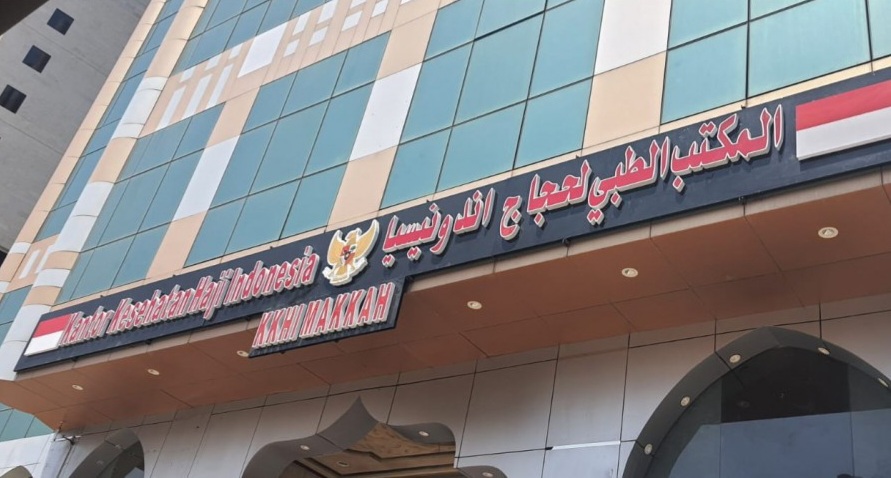 Kantor Kesehatan Haji Indonesia
المكتب الطبي لحجاج اندونيسيا
KKHI MAKKAH